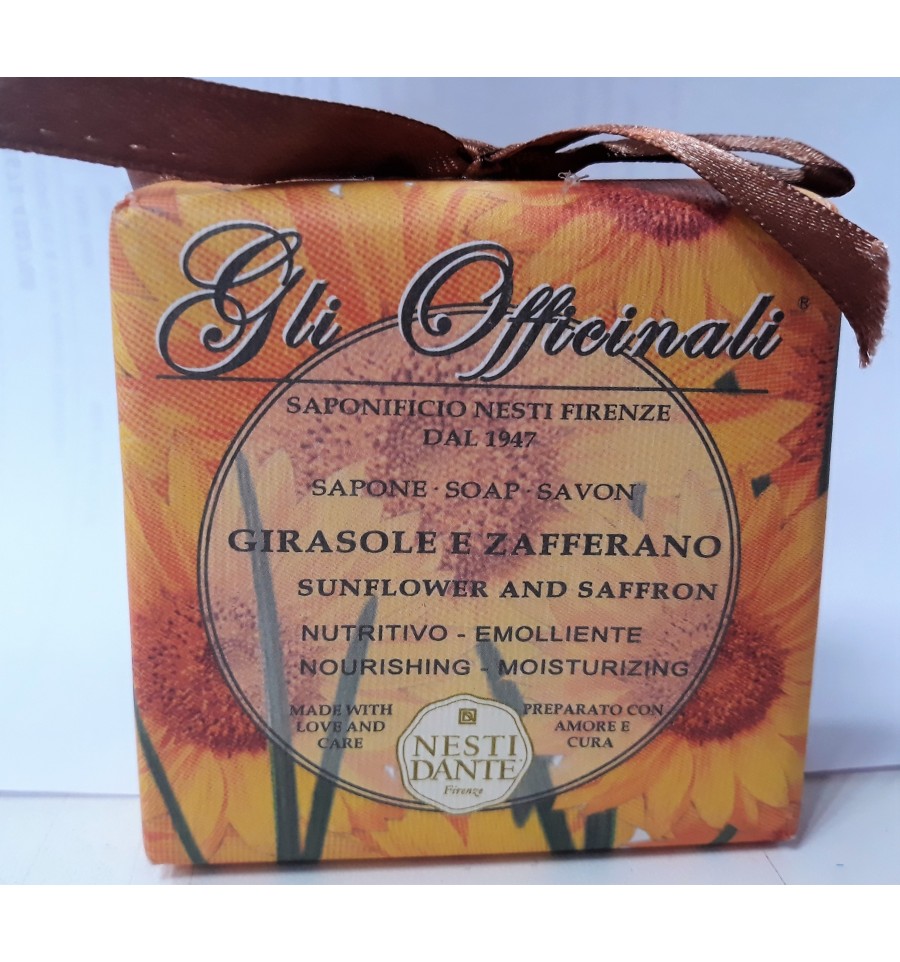 Gli Officinali®
SAPONIFICIO NESTI FIRENZE
DAL 1947
SAPONE · SOAP · SAVON
GIRASOLE E ZAFFERANO
SUNFLOWER AND SAFFRON
NUTRITIVO - EMOLLIENTE
NOURISHING - MOISTURIZING
MADE WITH
LOVE AND
CARE
PREPARATO CON
AMORE E
CURA
NESTI
DANTE
Firenze